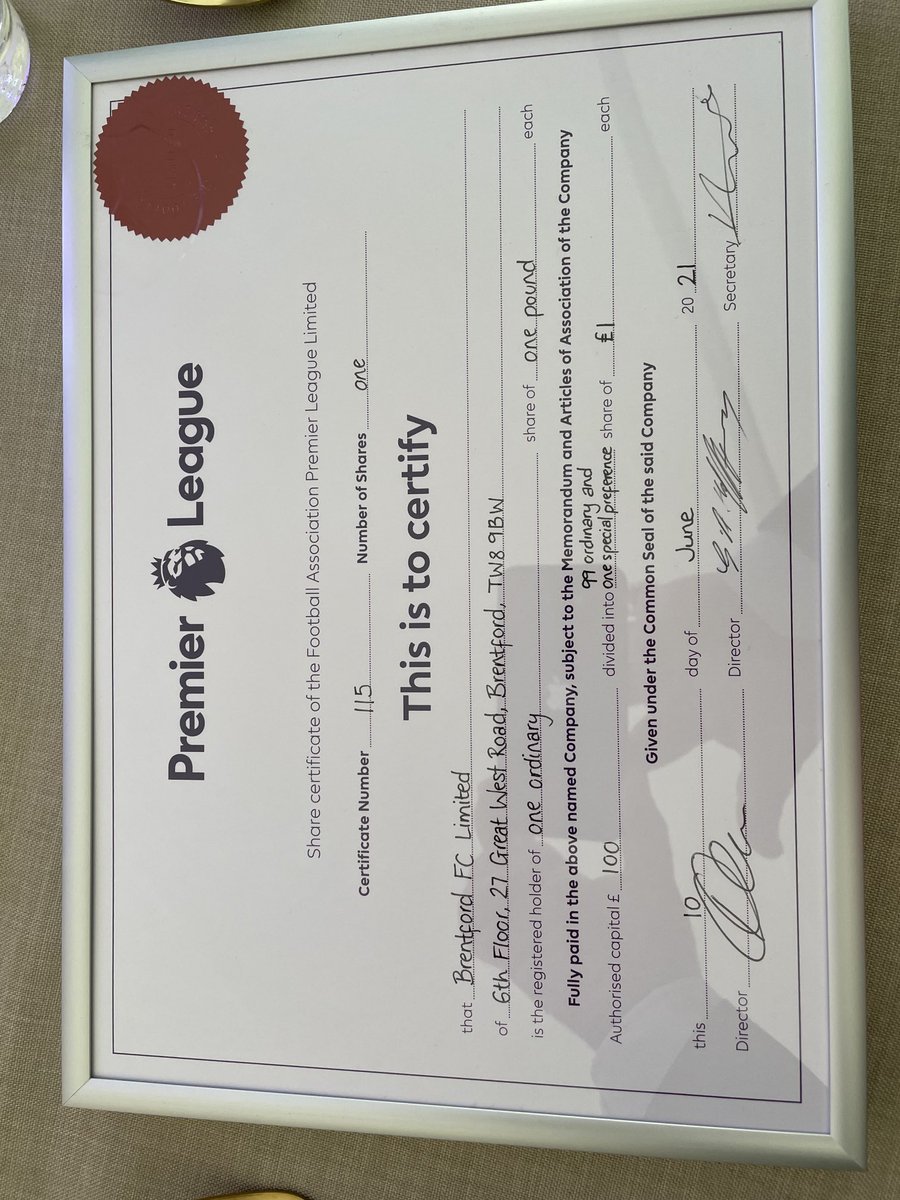 Premier League
Share certificate of the Football Association Premier League Limited
Certificate Number 115 Number of Shares one
This is to certify
that Brentford FC Limited
of 6th Floor, 27 Great West Road, Brentford, TW8 9BW
is the registered holder of one ordinary share of one pound each
Fully paid in the above named Company, subject to the Memorandum and Articles of Association of the Company
99 ordinary and
Authorised capital £ 100 divided into one special preference share of £1 each
Given under the Common Seal of the said Company
this 10 day of June 20 21
Director Director Secretary